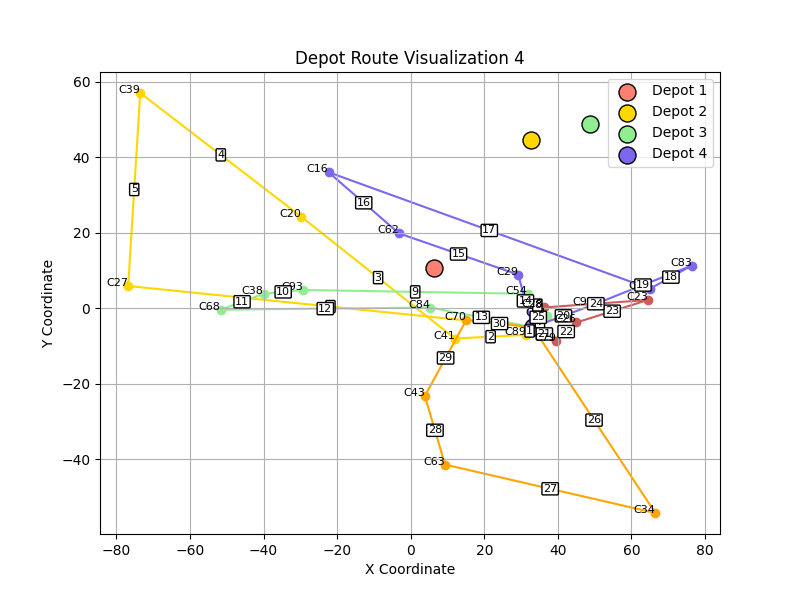 Depot Route Visualization 4
Depot 1
Depot 2
Depot 3
Depot 4
Y Coordinate
60
40
20
0
−20
−40
−80
−60
−40
−20
0
20
40
60
80
X Coordinate
C39
4
5
C16
16
C20
17
C62
15
C83
C29
18
19
3
C27
C38
C93
10
9
C54
11
14
C23
24
C68
12
C84
23
C70
13
30
25
22
C41
2
C89
1
21
29
C43
26
28
C63
27
C34